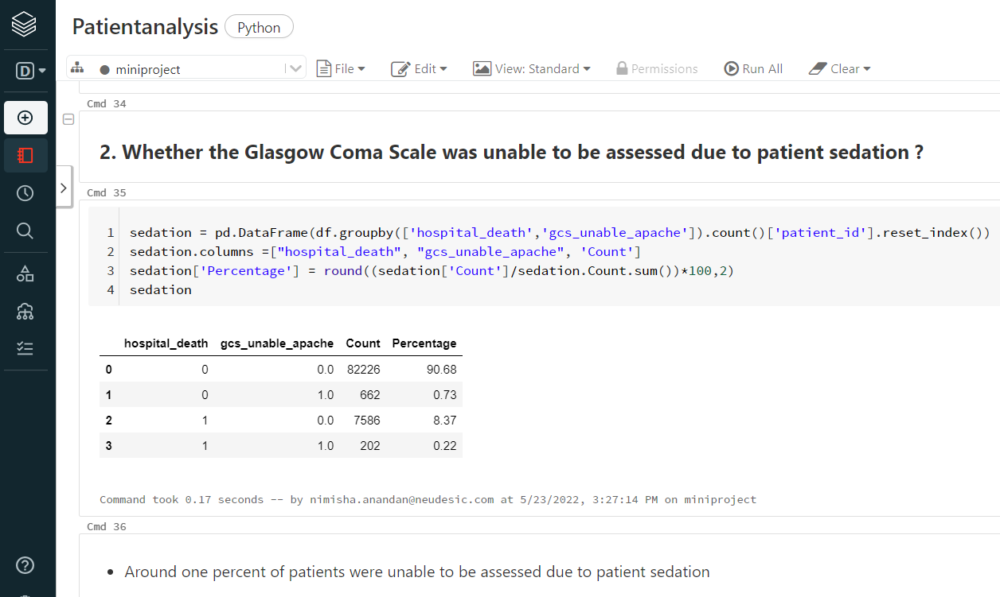 Patientanalysis Python
D
miniproject File Edit View: Standard Permissions Run All Clear
Cmd 34
2. Whether the Glasgow Coma Scale was unable to be assessed due to patient sedation ?
Cmd 35
1 sedation = pd.DataFrame(df.groupby(['hospital_death','gcs_unable_apache']).count()['patient_id'].reset_index())
2 sedation.columns =["hospital_death", "gcs_unable_apache", 'Count']
3 sedation['Percentage'] = round((sedation['Count']/sedation.Count.sum())*100,2)
4 sedation
hospital_death gcs_unable_apache Count Percentage
0 0 0.0 82226 90.68
1 0 1.0 662 0.73
2 1 0.0 7586 8.37
3 1 1.0 202 0.22
Command took 0.17 seconds -- by nimisha.anandan@neudesic.com at 5/23/2022, 3:27:14 PM on miniproject
Cmd 36
• Around one percent of patients were unable to be assessed due to patient sedation